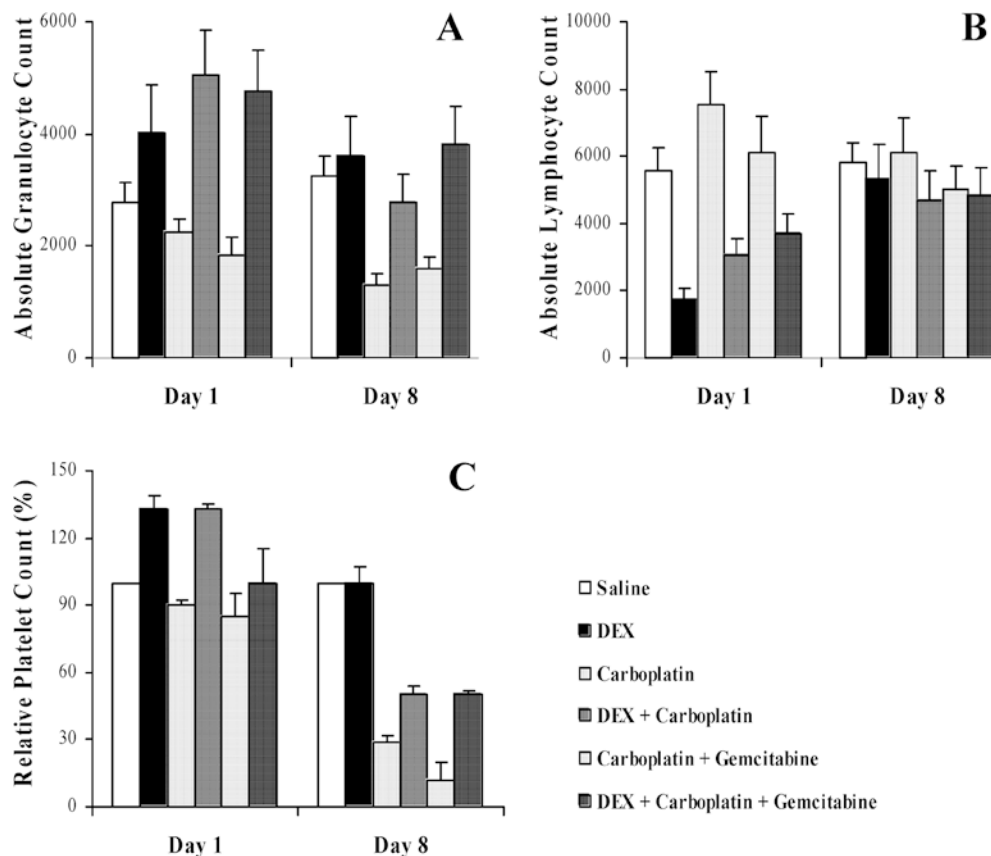 A
Absolute Granulocyte Count
6000
4000
2000
0
Day 1
Day 8
B
Absolute Lymphocyte Count
10000
8000
6000
4000
2000
0
Day 1
Day 8
C
Relative Platelet Count (%)
150
120
90
60
30
0
Day 1
Day 8
Saline
DEX
Carboplatin
DEX + Carboplatin
Carboplatin + Gemcitabine
DEX + Carboplatin + Gemcitabine